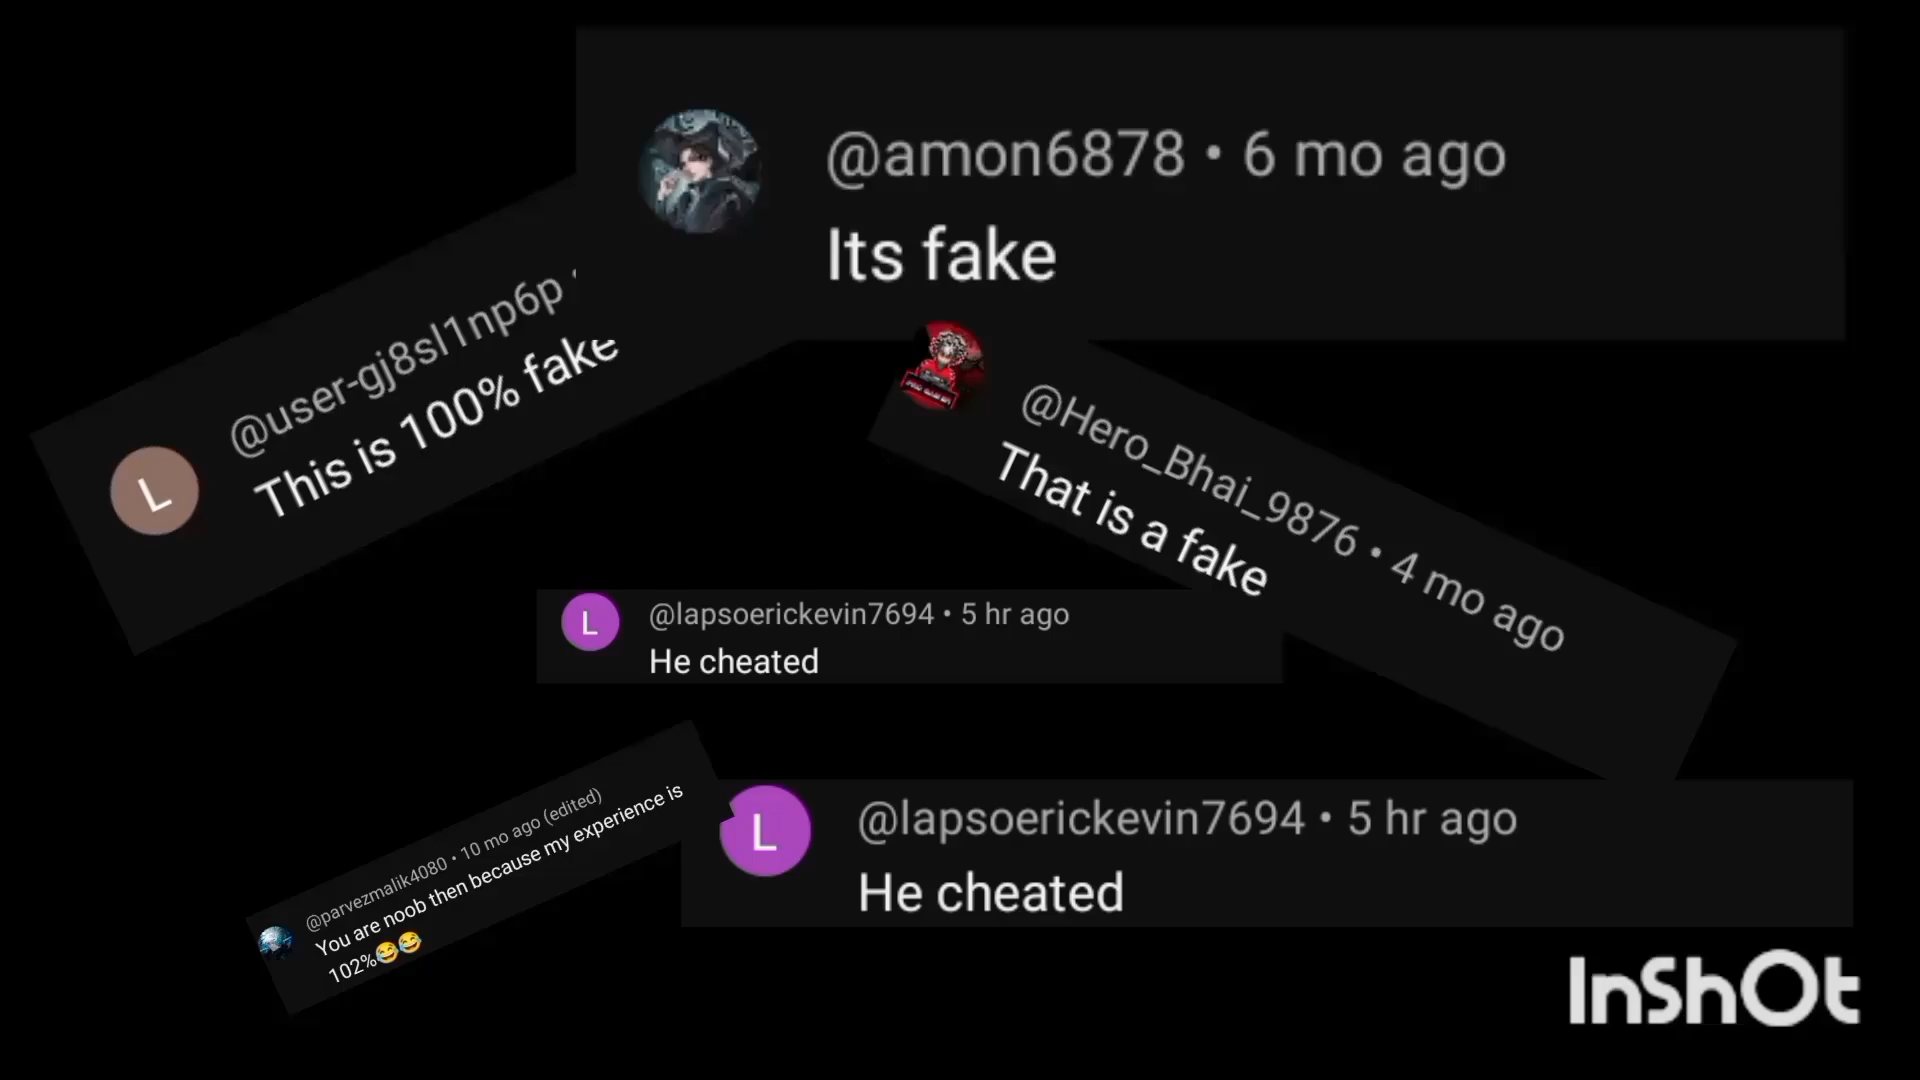 @amon6878 • 6 mo ago
Its fake
@user-gj8sl1np6p
This is 100% fake
@Hero_Bhai_9876 • 4 mo ago
That is a fake
L
@lapsoerickevin7694 • 5 hr ago
He cheated
L
@parvezmalik4080 • 10 mo ago (edited)
You are noob then because my experience is
102%😂😂
L
@lapsoerickevin7694 • 5 hr ago
He cheated
InShOt